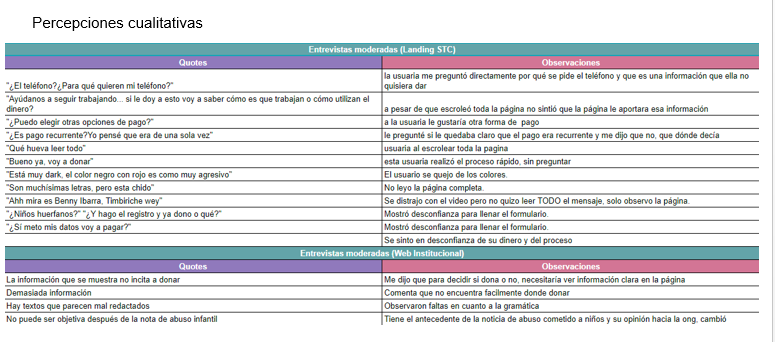 Percepciones cualitativas
Entrevistas moderadas (Landing STC)
Quotes Observaciones
"¿El teléfono?¿Para qué quieren mi teléfono?" la usuaria me preguntó directamente por qué se pide el teléfono y que es una información que ella no
quisiera dar
"Ayúdanos a seguir trabajando... si le doy a esto voy a saber cómo es que trabajan o cómo utilizan el
dinero? a pesar de que escroleó toda la página no sintió que la página le aportara esa información
"¿Puedo elegir otras opciones de pago?" a la usuaria le gustaría otra forma de pago
"¿Es pago recurrente?Yo pensé que era de una sola vez" le pregunté si le quedaba claro que el pago era recurrente y me dijo que no, que dónde decía
"Qué hueva leer todo" usuaria al escrolear toda la pagina
"Bueno ya, voy a donar" esta usuaria realizó el proceso rápido, sin preguntar
"Está muy dark, el color negro con rojo es como muy agresivo" El usuario se quejo de los colores.
"Son muchísimas letras, pero esta chido" No leyo la página completa.
"Ahh mira es Benny Ibarra, Timbiriche wey" Se distrajo con el video pero no quizo leer TODO el mensaje, solo observo la página.
"¿Niños huerfanos?" "¿Y hago el registro y ya dono o qué?" Mostró desconfianza para llenar el formulario.
"¿Sí meto mis datos voy a pagar?" Mostró desconfianza para llenar el formulario.
Se sinto en desconfianza de su dinero y del proceso
Entrevistas moderadas (Web Institucional)
Quotes Observaciones
La información que se muestra no incita a donar Me dijo que para decidir si dona o no, necesitaría ver información clara en la página
Demasiada información Comenta que no encuentra facilmente donde donar
Hay textos que parecen mal redactados Observaron faltas en cuanto a la gramática
No puede ser objetiva después de la nota de abuso infantil Tiene el antecedente de la noticia de abuso cometido a niños y su opinión hacia la ong, cambió